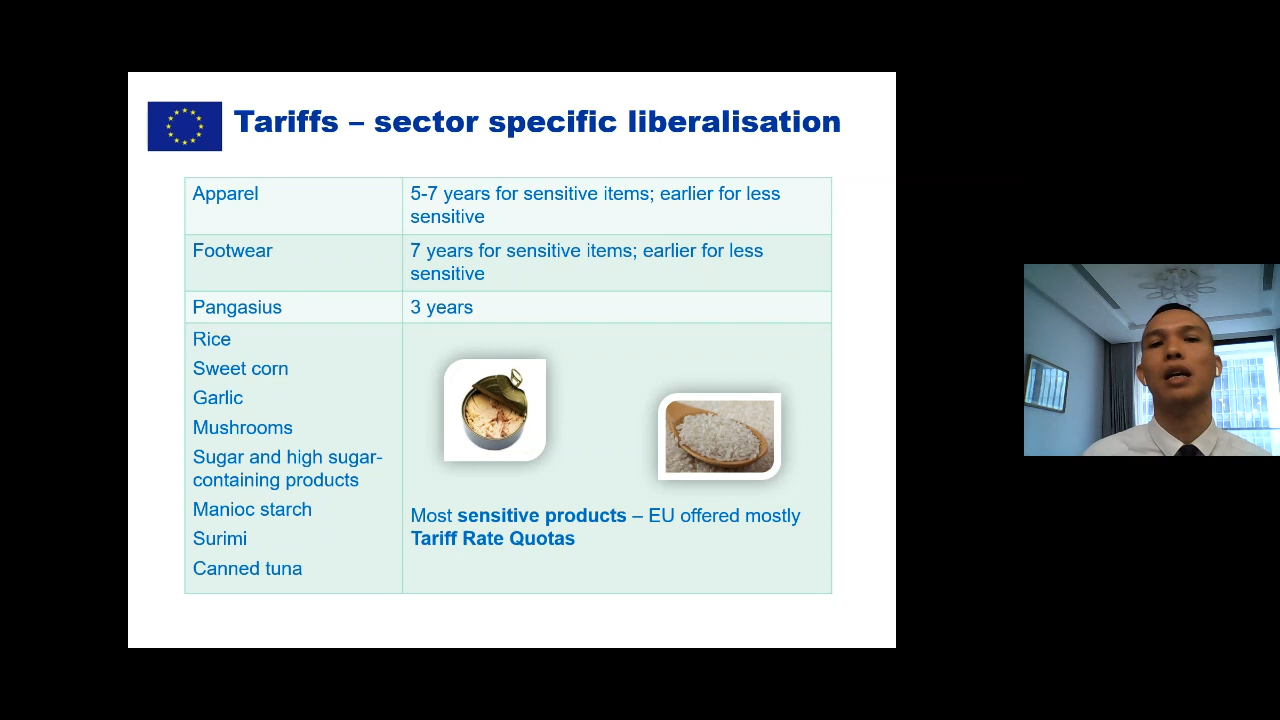 Tariffs – sector specific liberalisation
Apparel
5-7 years for sensitive items; earlier for less
sensitive
Footwear
7 years for sensitive items; earlier for less
sensitive
Pangasius
3 years
Rice
Sweet corn
Garlic
Mushrooms
Sugar and high sugar-
containing products
Manioc starch
Surimi
Canned tuna
Most sensitive products – EU offered mostly
Tariff Rate Quotas